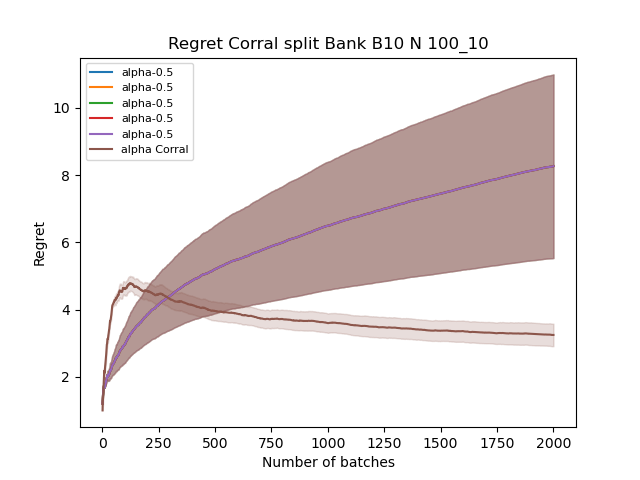 Regret Corral split Bank B10 N 100_10
alpha-0.5
alpha-0.5
alpha-0.5
alpha-0.5
alpha-0.5
alpha Corral
10
8
6
4
2
Regret
0 250 500 750 1000 1250 1500 1750 2000
Number of batches